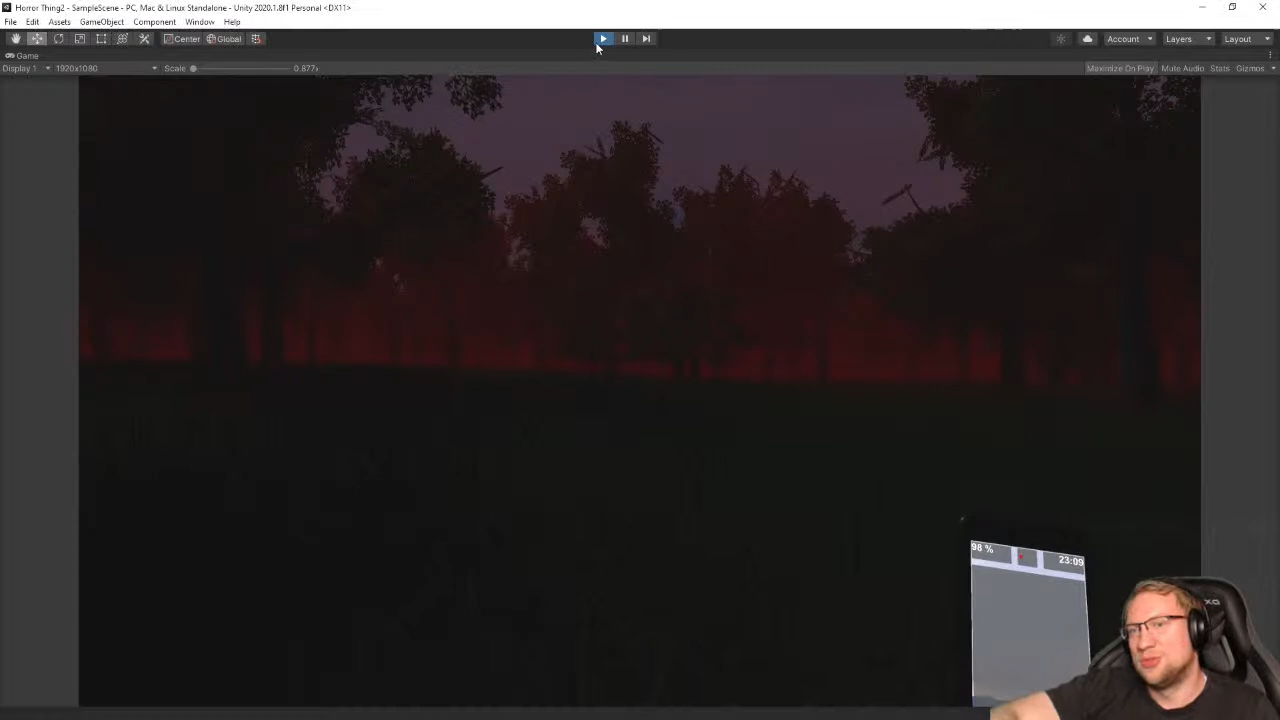 Horror Thing2 - SampleScene - PC, Mac & Linux Standalone - Unity 2020.1.8f1 Personal <DX11>
File Edit Assets GameObject Component Window Help
Center Global Account Layers Layout
Game
Display 1 1920x1080 Scale 0.877x Maximize On Play Mute Audio Stats Gizmos
98 % 23:09